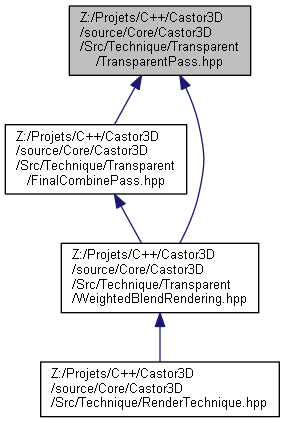 Z:/Projets/C++/Castor3D
/source/Core/Castor3D
/Src/Technique/Transparent
/TransparentPass.hpp
Z:/Projets/C++/Castor3D
/source/Core/Castor3D
/Src/Technique/Transparent
/FinalCombinePass.hpp
Z:/Projets/C++/Castor3D
/source/Core/Castor3D
/Src/Technique/Transparent
/WeightedBlendRendering.hpp
Z:/Projets/C++/Castor3D
/source/Core/Castor3D
/Src/Technique/RenderTechnique.hpp